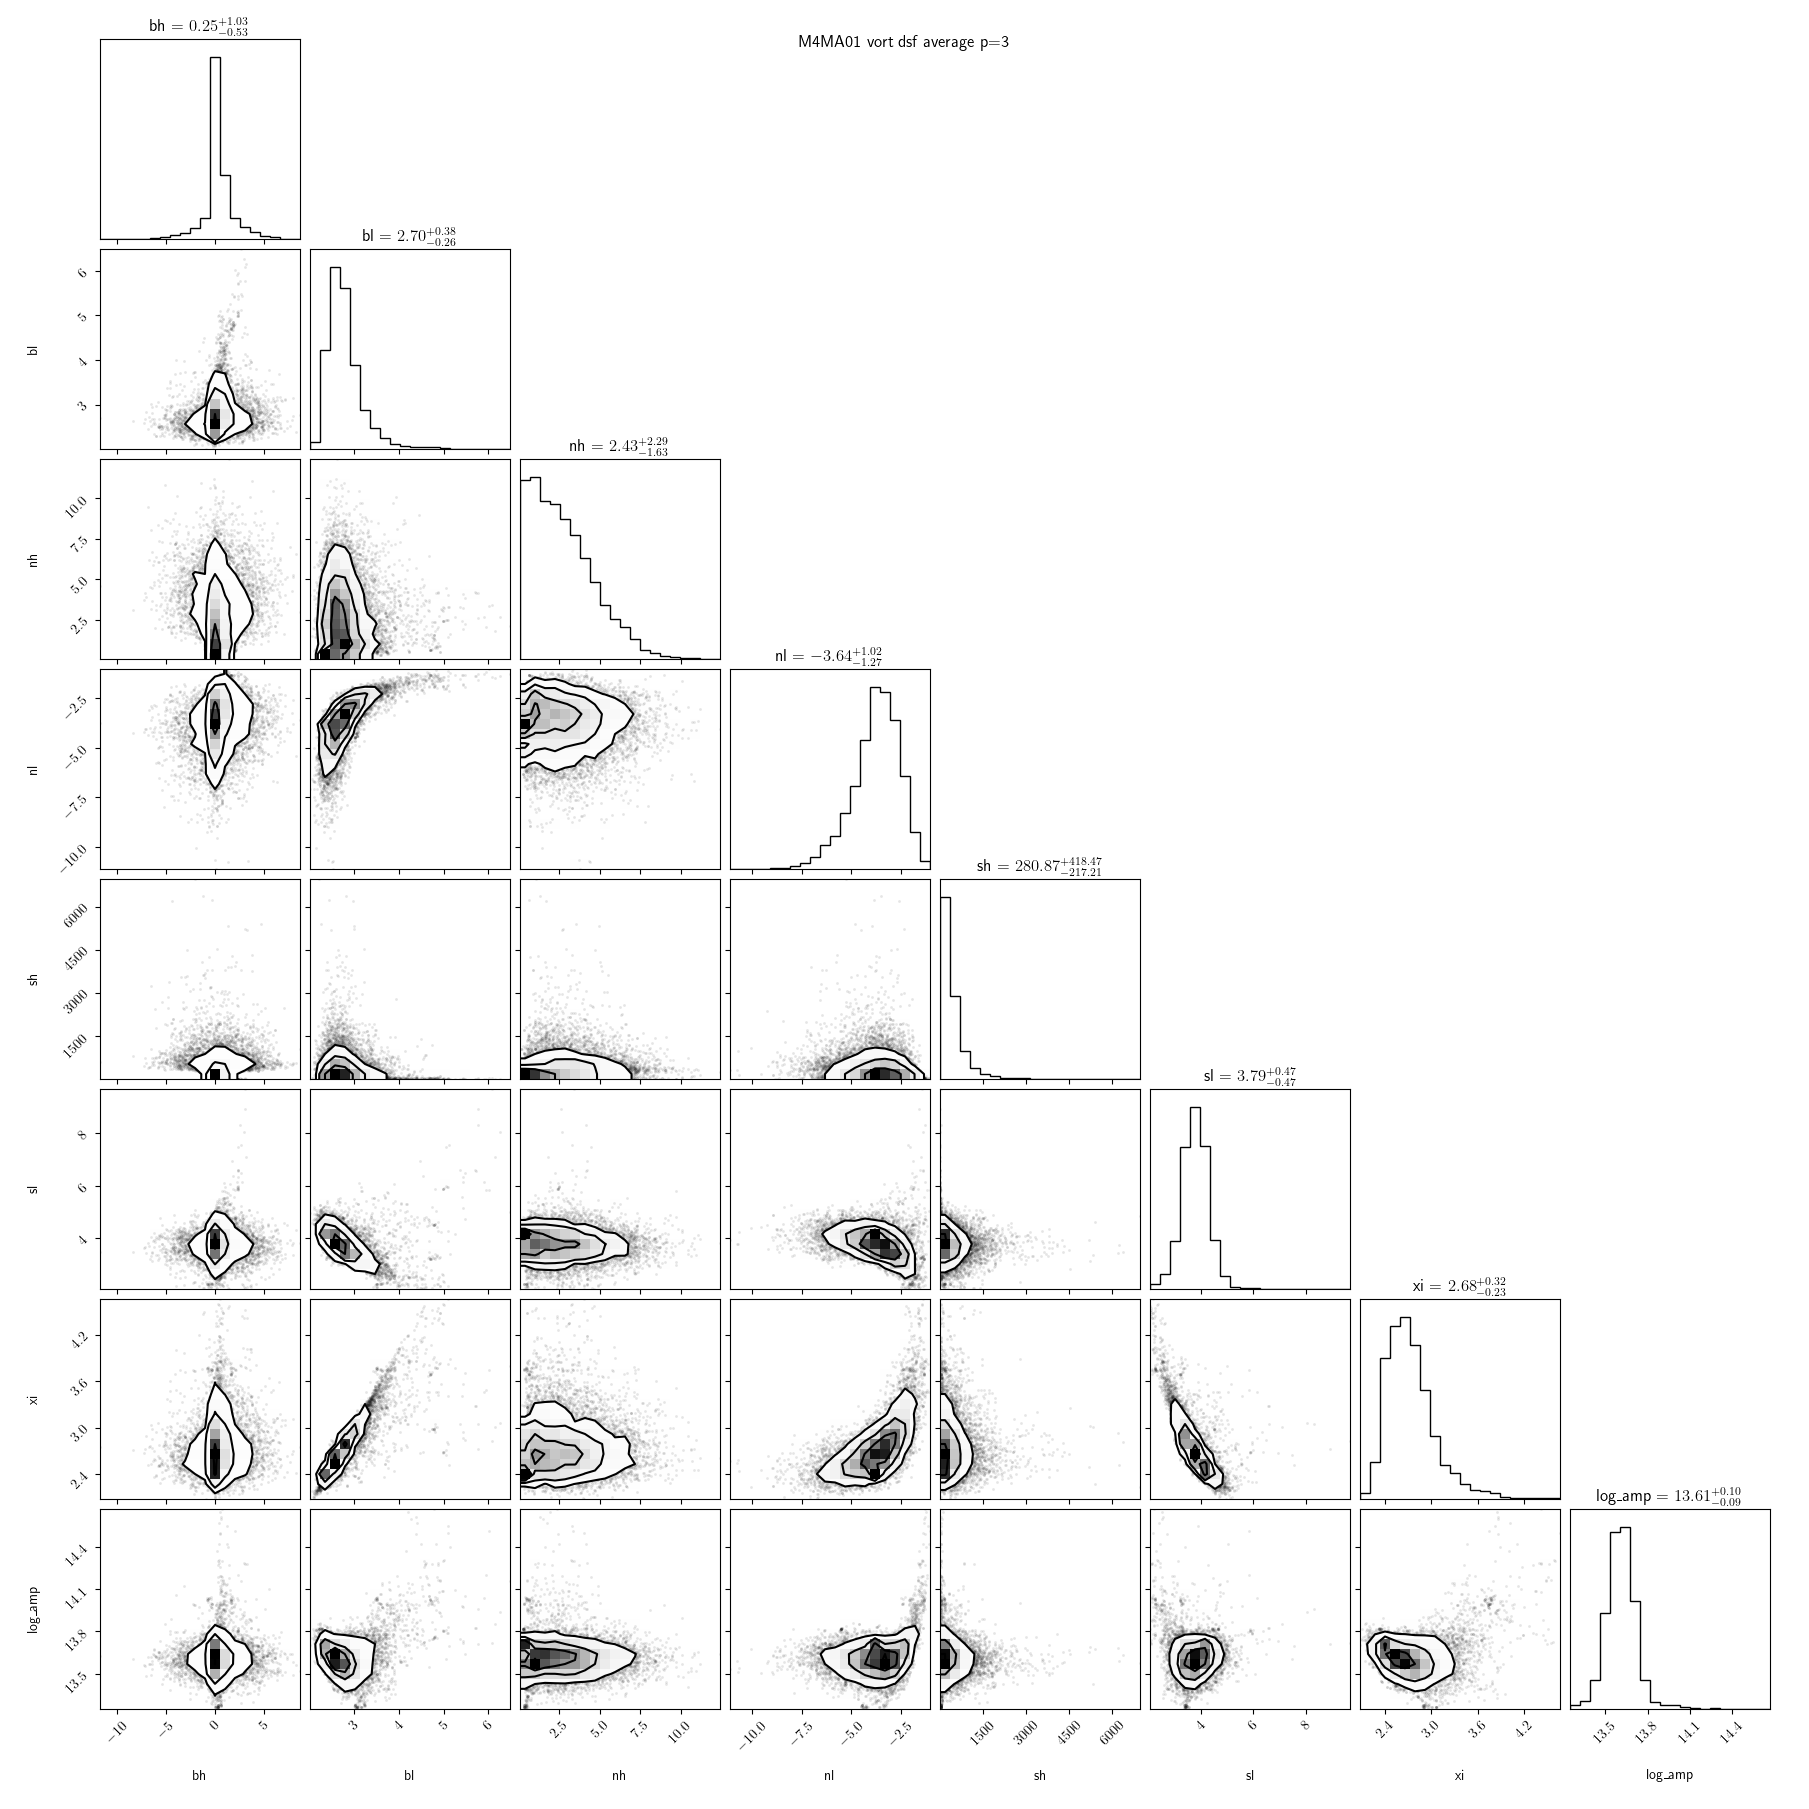 M4MA01 vort dsf average p=3
bh = 0.25+1.03−0.53
bl = 2.70+0.38−0.26
6
5
4
3
bl
nh = 2.43+2.29−1.63
10.0
7.5
5.0
2.5
nh
nl = −3.64+1.02−1.27
−2.5
−5.0
−7.5
−10.0
nl
sh = 280.87+418.47−217.21
6000
4500
3000
1500
sh
sl = 3.79+0.47−0.47
8
6
4
sl
xi = 2.68+0.32−0.23
4.2
3.6
3.0
2.4
xi
log_amp = 13.61+0.10−0.09
14.4
14.1
13.8
13.5
log_amp
−10 −5 0 5 3 4 5 6 2.5 5.0 7.5 10.0 −10.0 −7.5 −5.0 −2.5 1500 3000 4500 6000 4 6 8 2.4 3.0 3.6 4.2 13.5 13.8 14.1 14.4
bh bl nh nl sh sl xi log_amp